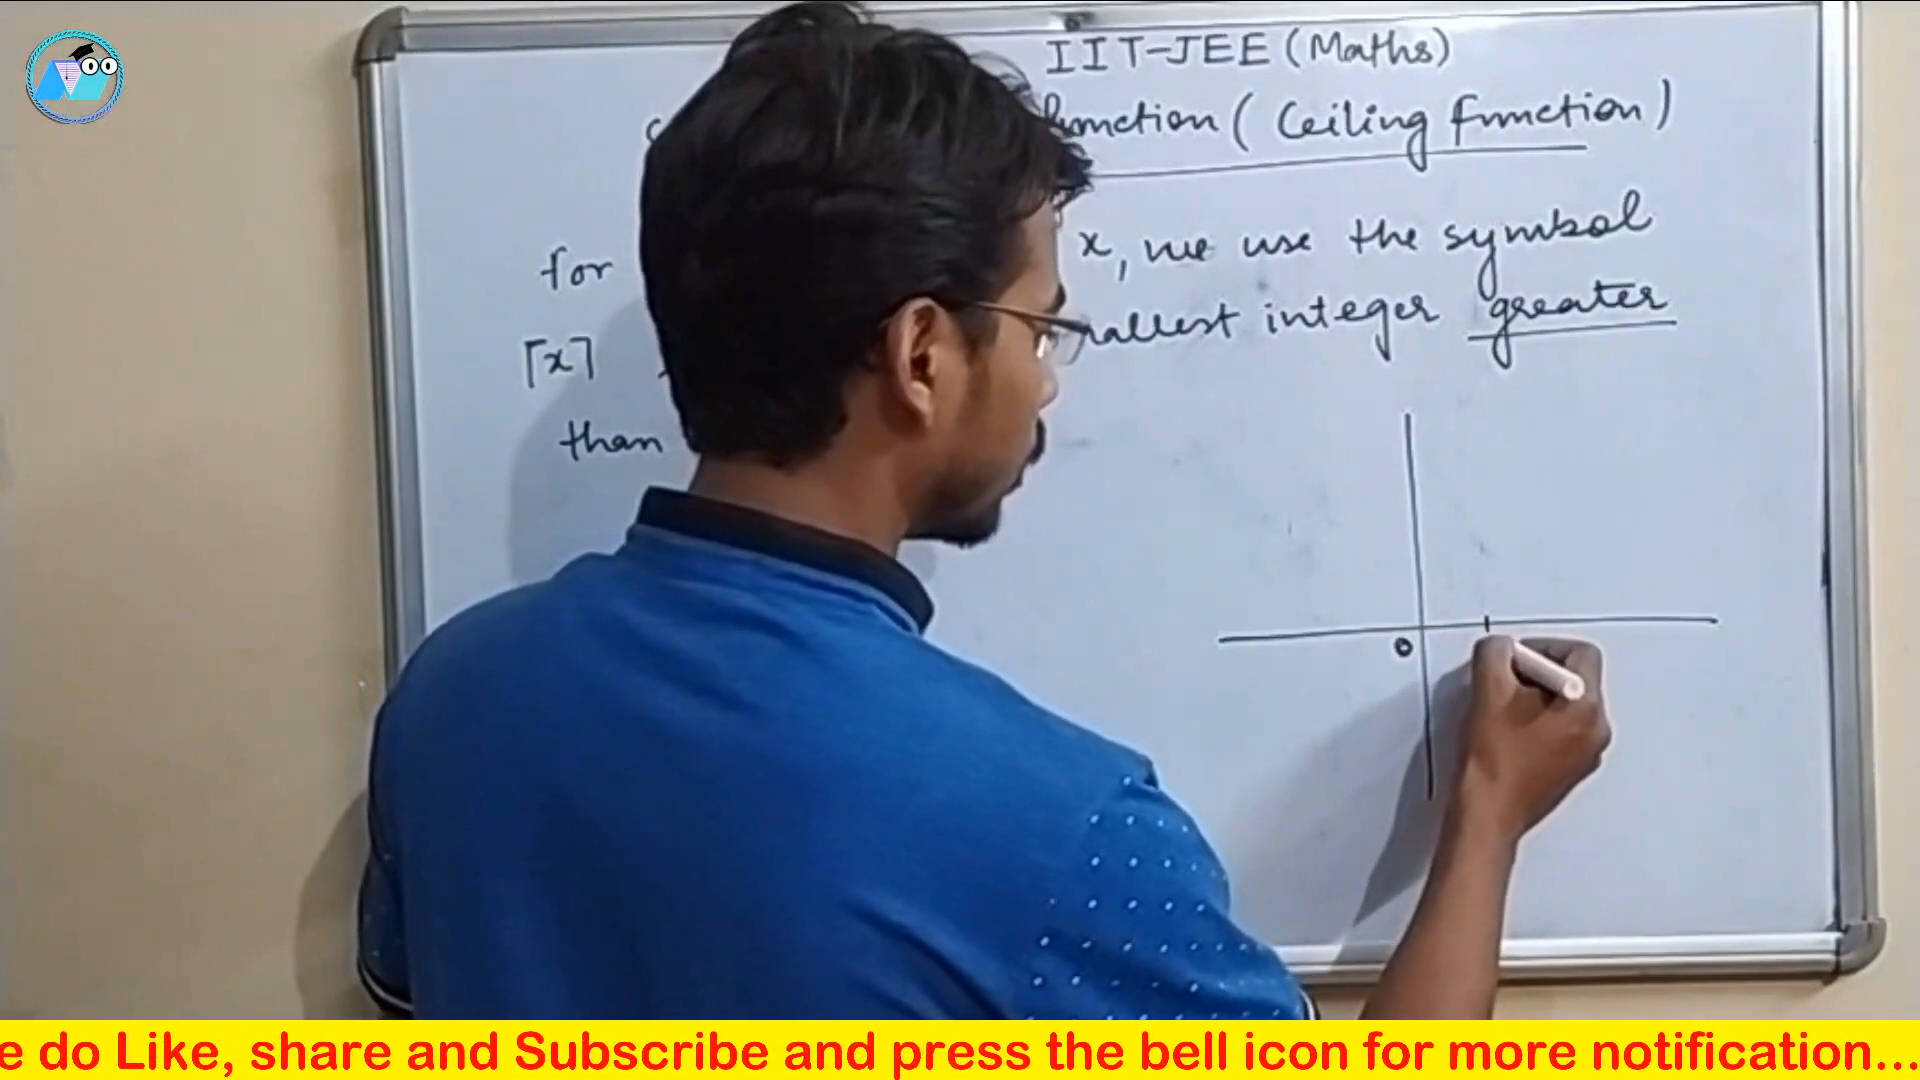 IIT-JEE (Maths)
function ( Ceiling function )
for x, we use the symbol
⌈x⌉ integer greater
than
0
e do Like, share and Subscribe and press the bell icon for more notification...